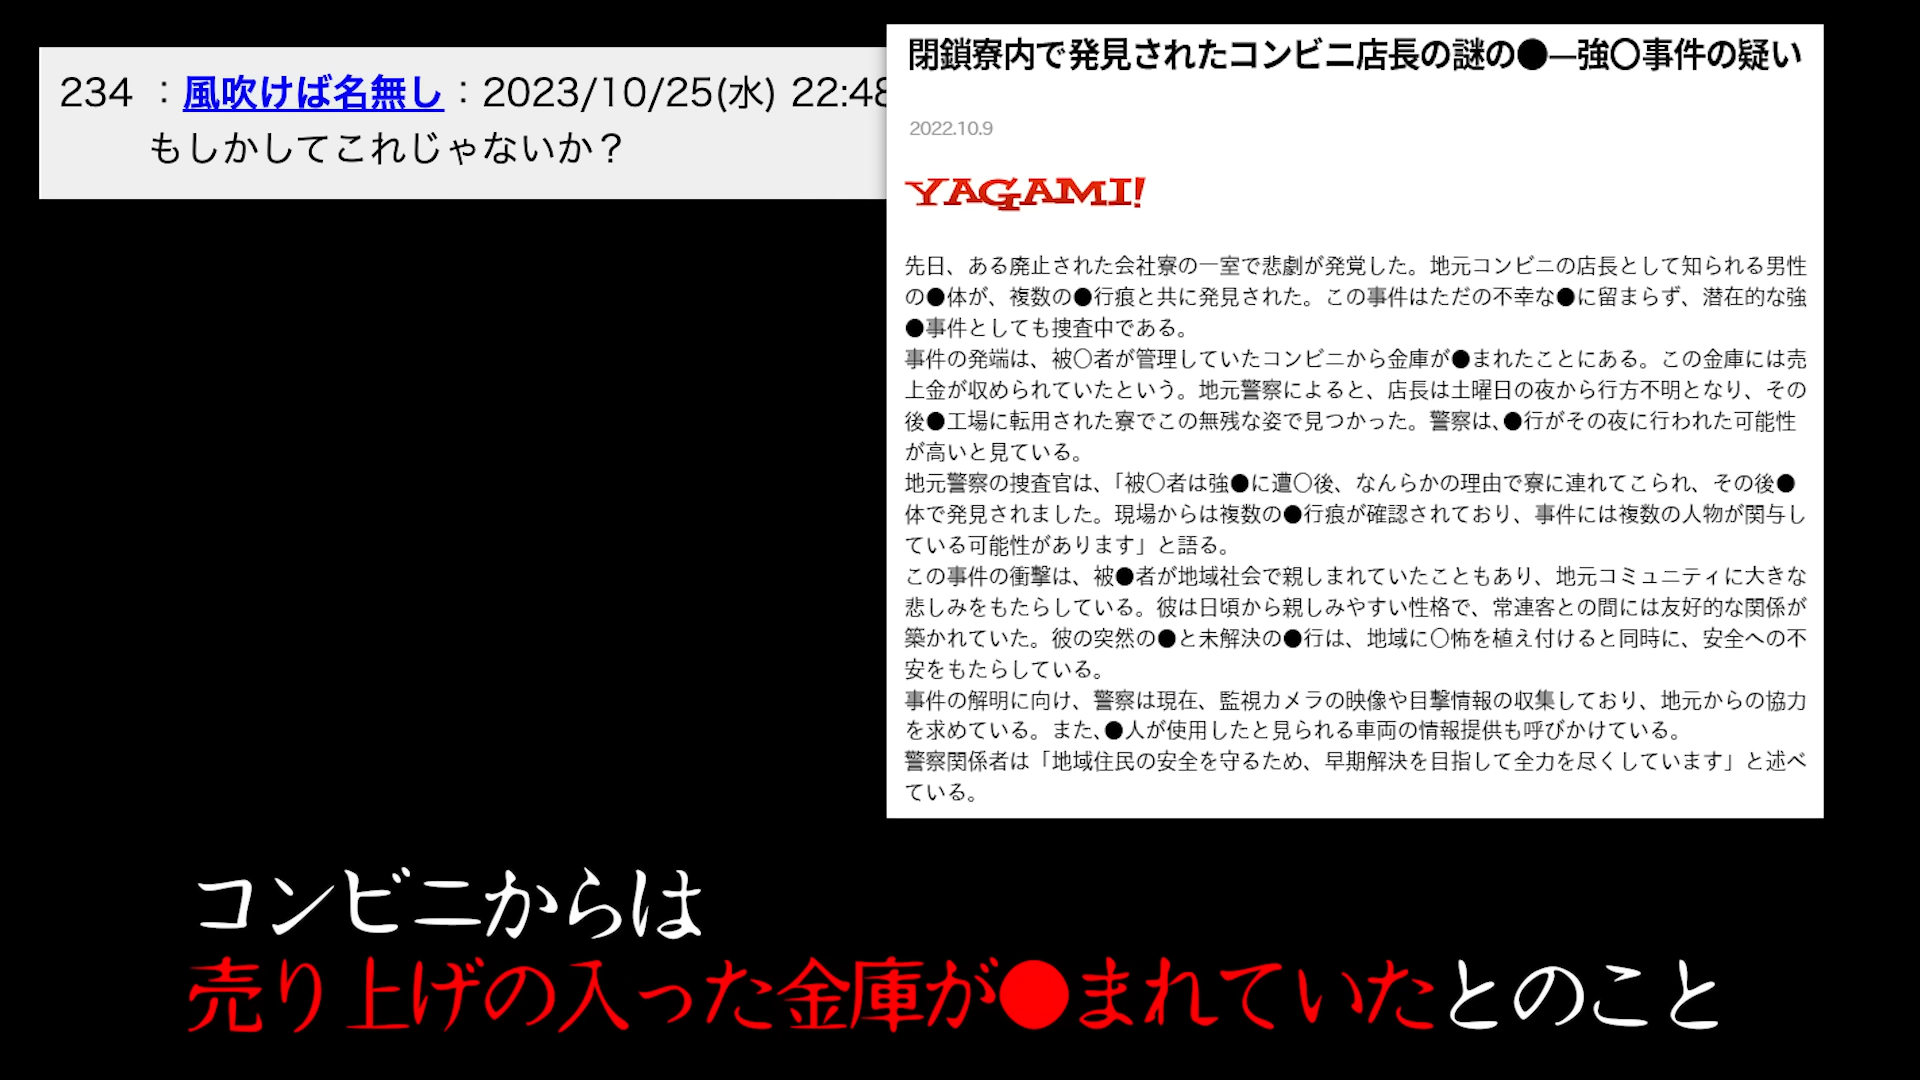 234 ：風吹けば名無し：2023/10/25(水) 22:48
もしかしてこれじゃないか？
閉鎖寮内で発見されたコンビニ店長の謎の●—強〇事件の疑い
2022.10.9
YAGAMI!
先日、ある廃止された会社寮の一室で悲劇が発覚した。地元コンビニの店長として知られる男性
の●体が、複数の●行痕と共に発見された。この事件はただの不幸な●に留まらず、潜在的な強
●事件としても捜査中である。
事件の発端は、被〇者が管理していたコンビニから金庫が●まれたことにある。この金庫には売
上金が収められていたという。地元警察によると、店長は土曜日の夜から行方不明となり、その
後●工場に転用された寮でこの無残な姿で見つかった。警察は、●行がその夜に行われた可能性
が高いと見ている。
地元警察の捜査官は、「被〇者は強●に遭〇後、なんらかの理由で寮に連れてこられ、その後●
体で発見されました。現場からは複数の●行痕が確認されており、事件には複数の人物が関与し
ている可能性があります」と語る。
この事件の衝撃は、被●者が地域社会で親しまれていたこともあり、地元コミュニティに大きな
悲しみをもたらしている。彼は日頃から親しみやすい性格で、常連客との間には友好的な関係が
築かれていた。彼の突然の●と未解決の●行は、地域に〇怖を植え付けると同時に、安全への不
安をもたらしている。
事件の解明に向け、警察は現在、監視カメラの映像や目撃情報の収集しており、地元からの協力
を求めている。また、●人が使用したと見られる車両の情報提供も呼びかけている。
警察関係者は「地域住民の安全を守るため、早期解決を目指して全力を尽くしています」と述べ
ている。
コンビニからは
売り上げの入った金庫が●まれていたとのこと